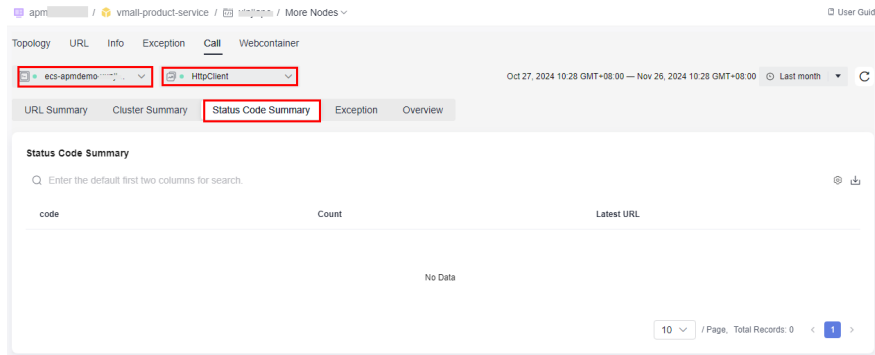 apm / vmall-product-service / / More Nodes
User Guid
Topology URL Info Exception Call Webcontainer
ecs-apmdemo- HttpClient Oct 27, 2024 10:28 GMT+08:00 — Nov 26, 2024 10:28 GMT+08:00 Last month
URL Summary Cluster Summary Status Code Summary Exception Overview
Status Code Summary
Enter the default first two columns for search.
code Count Latest URL
No Data
10 / Page, Total Records: 0 < 1 >